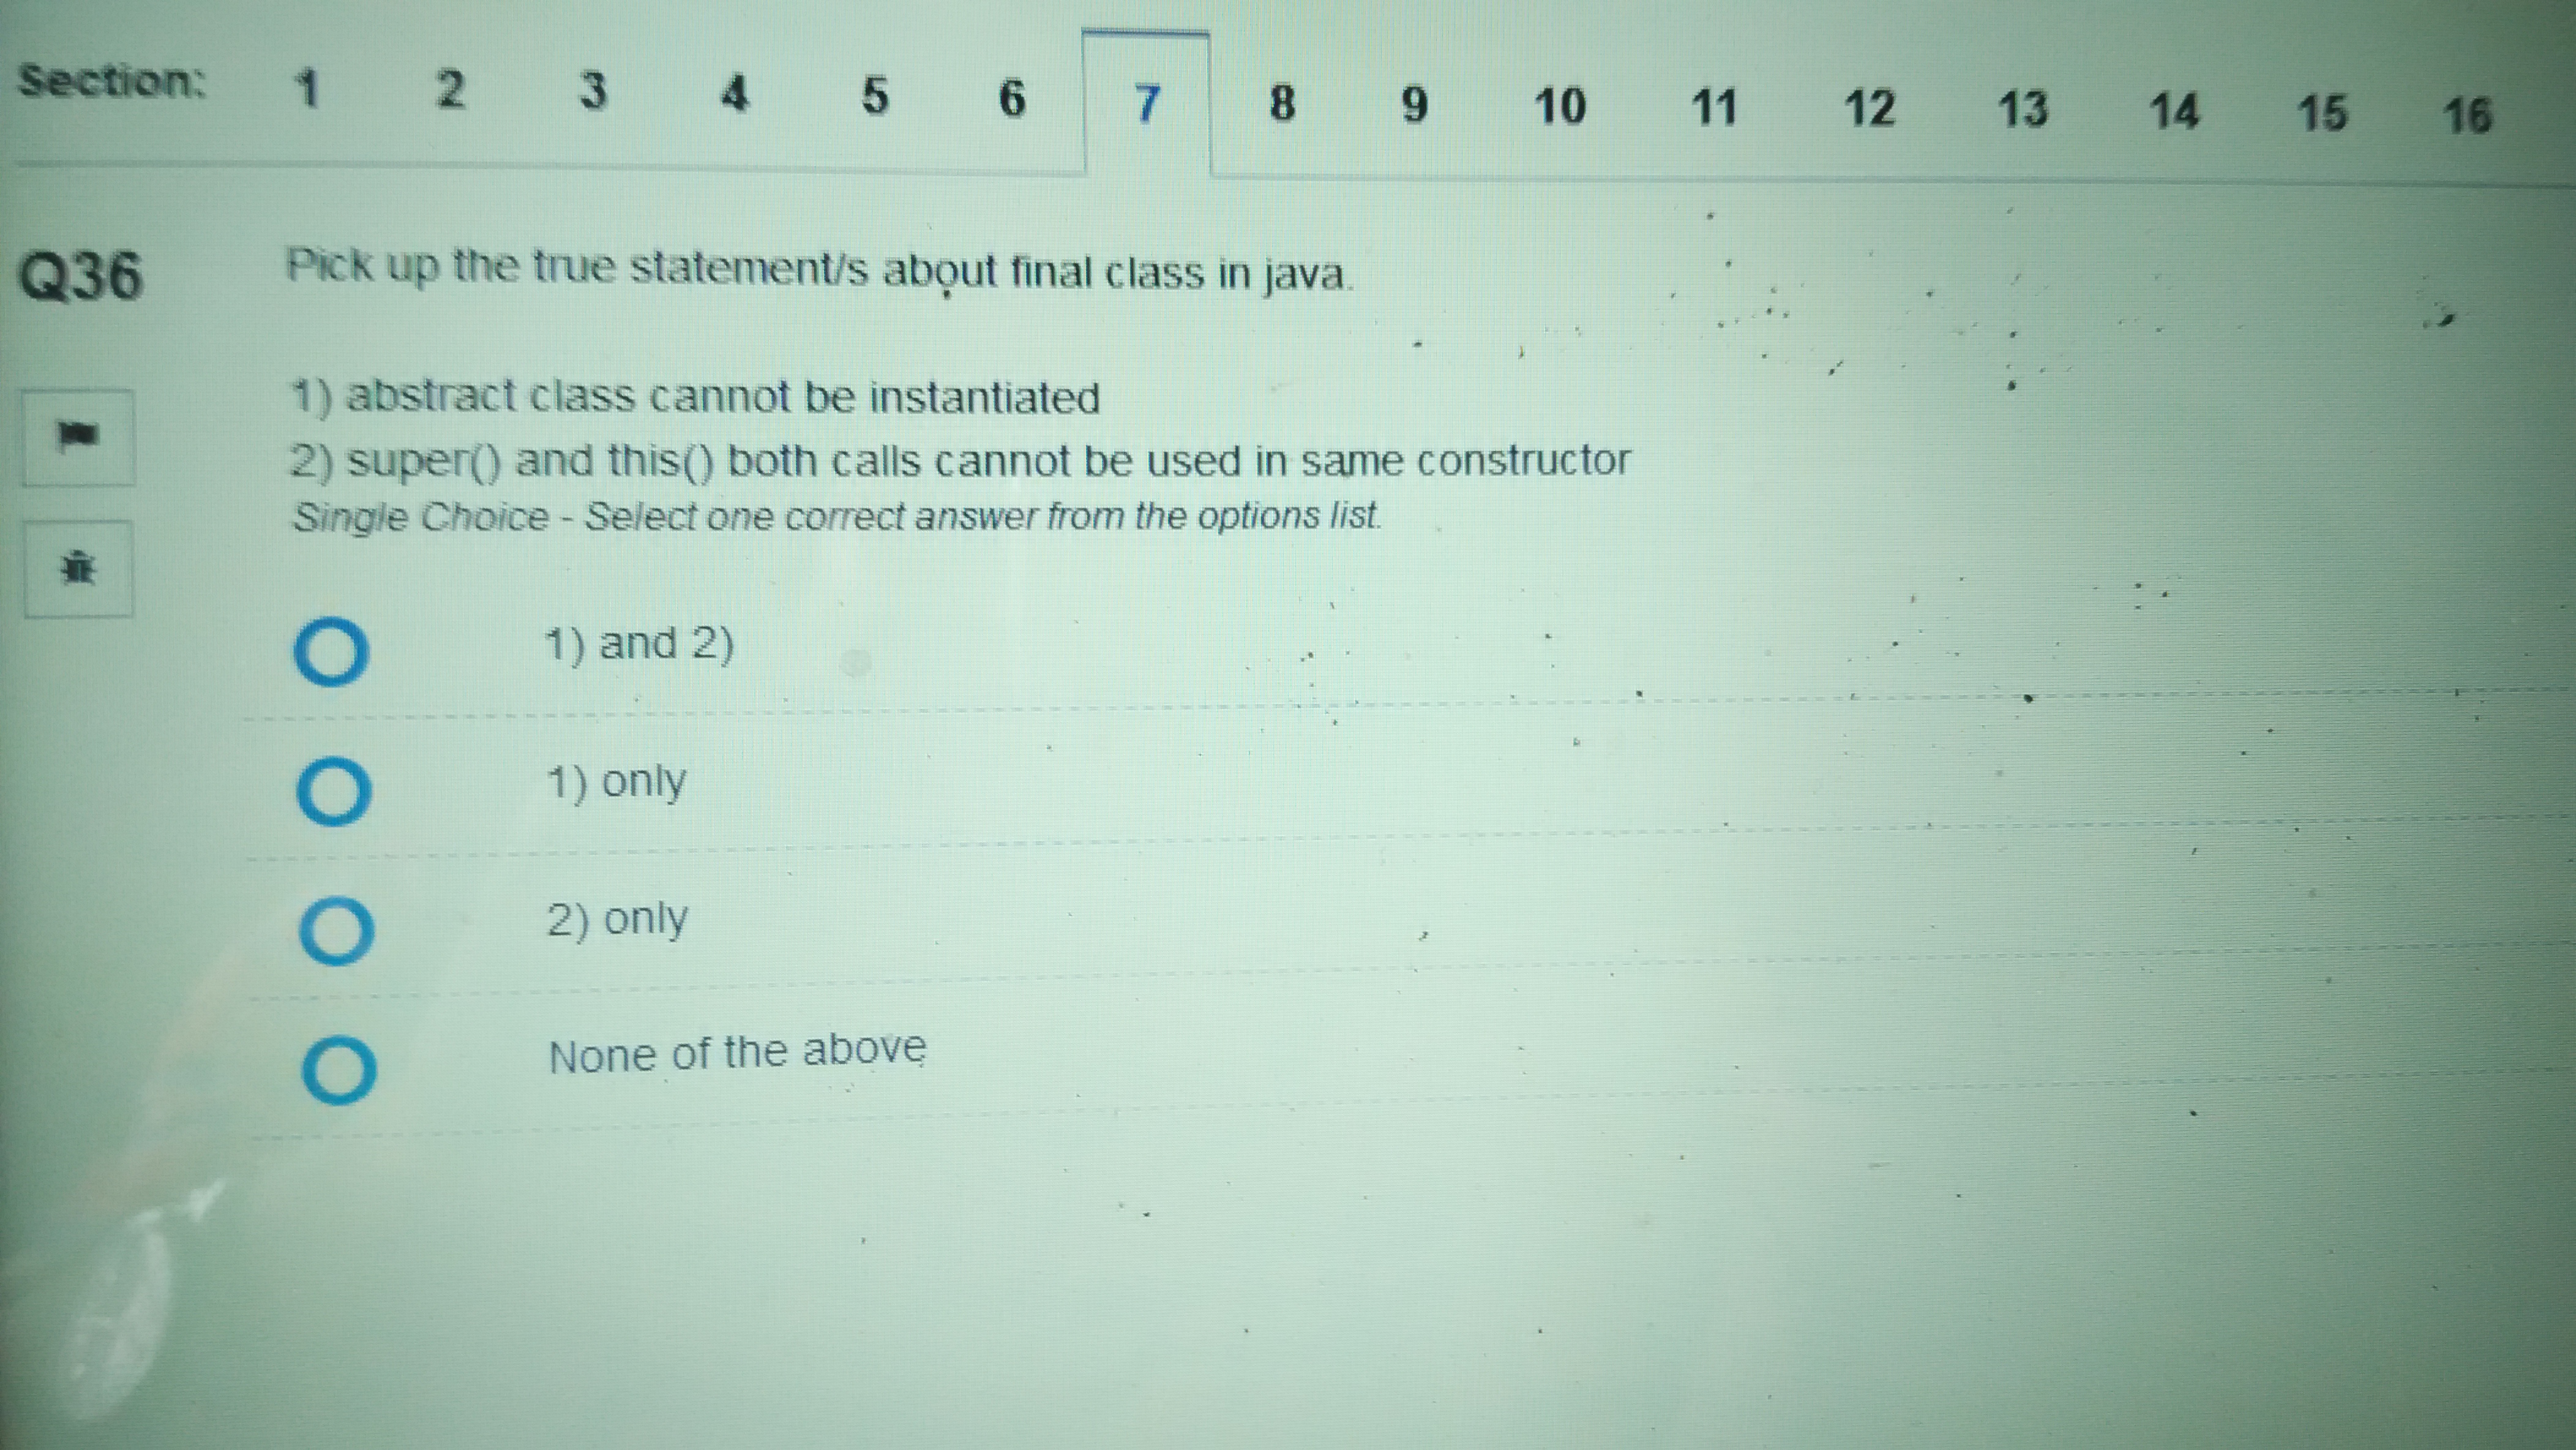 Section: 1 2 3 4 5 6 7 8 9 10 11 12 13 14 15 16
Q36 Pick up the true statement/s about final class in java.
1) abstract class cannot be instantiated
2) super() and this() both calls cannot be used in same constructor
Single Choice - Select one correct answer from the options list.
1) and 2)
1) only
2) only
None of the above